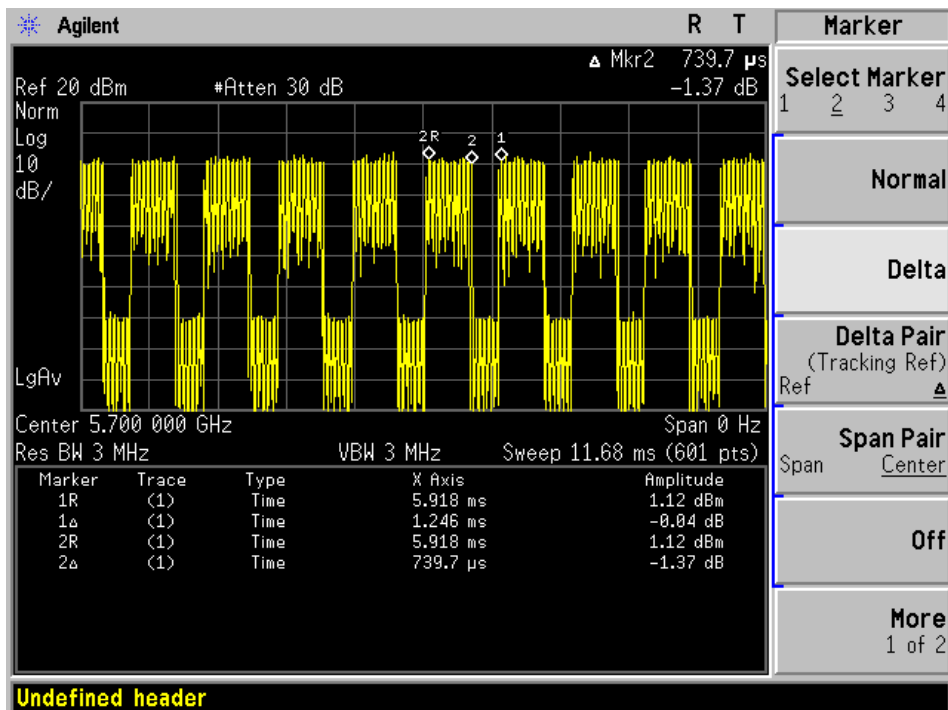 Agilent
R T
Marker
Δ Mkr2 739.7 µs
Ref 20 dBm #Atten 30 dB -1.37 dB
Norm
Log
10
dB/
2R 2 1
LgAv
Center 5.700 000 GHz Span 0 Hz
Res BW 3 MHz VBW 3 MHz Sweep 11.68 ms (601 pts)
Marker Trace Type X Axis Amplitude
1R (1) Time 5.918 ms 1.12 dBm
1Δ (1) Time 1.246 ms -0.04 dB
2R (1) Time 5.918 ms 1.12 dBm
2Δ (1) Time 739.7 µs -1.37 dB
Select Marker
1 2 3 4
Normal
Delta
Delta Pair
(Tracking Ref)
Ref Δ
Span Pair
Span Center
Off
More
1 of 2
Undefined header